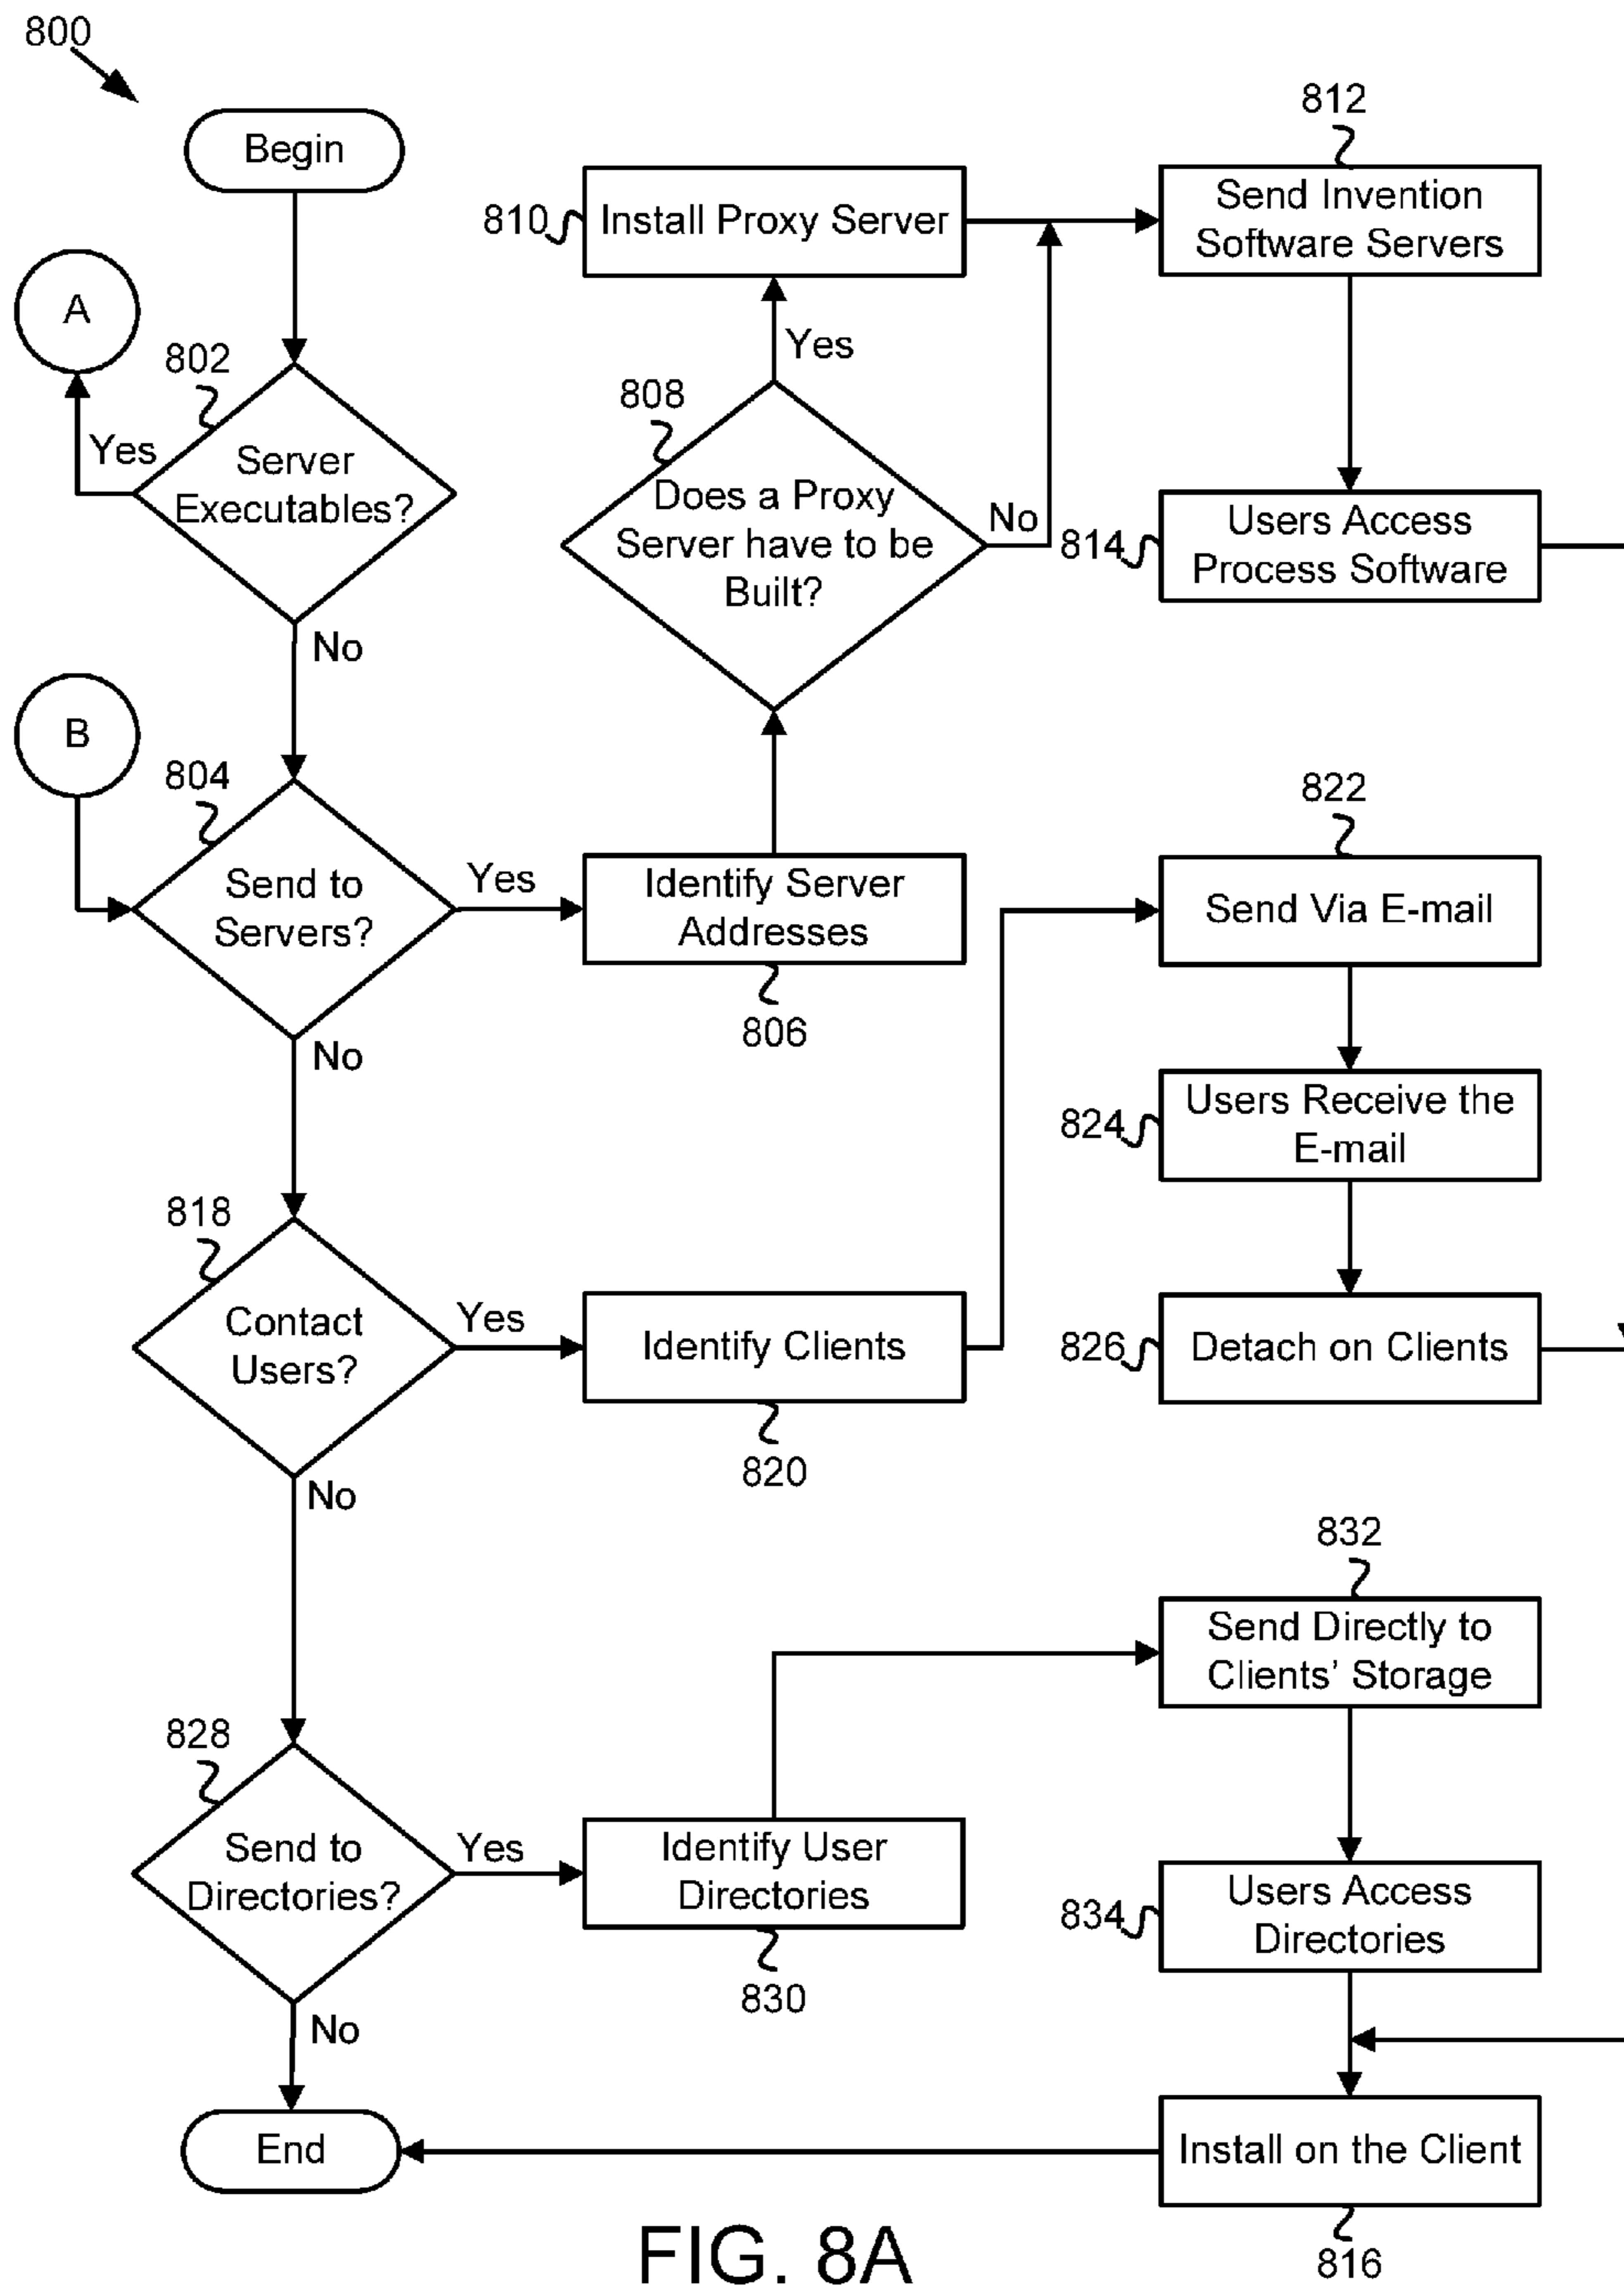 800
Begin
A
802
Yes
Server
Executables?
No
B
804
Send to
Servers?
Yes
No
Identify Server
Addresses
806
808
Does a Proxy
Server have to be
Built?
Yes
No
810
Install Proxy Server
812
Send Invention
Software Servers
814
Users Access
Process Software
818
Contact
Users?
Yes
No
Identify Clients
820
822
Send Via E-mail
824
Users Receive the
E-mail
826
Detach on Clients
828
Send to
Directories?
Yes
No
Identify User
Directories
830
832
Send Directly to
Clients' Storage
834
Users Access
Directories
Install on the Client
816
End
FIG. 8A